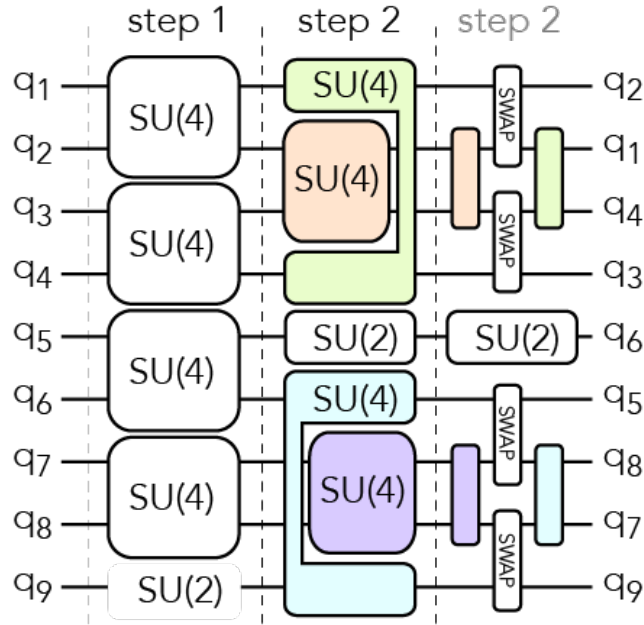 step 1 step 2 step 2
q1 SU(4) SU(4) SWAP q2
q2 SU(4) q1
q3 SU(4) SWAP q4
q4 q3
q5 SU(4) SU(2) SU(2) q6
q6 SU(4) SWAP q5
q7 SU(4) SU(4) q8
q8 SWAP q7
q9 SU(2) q9